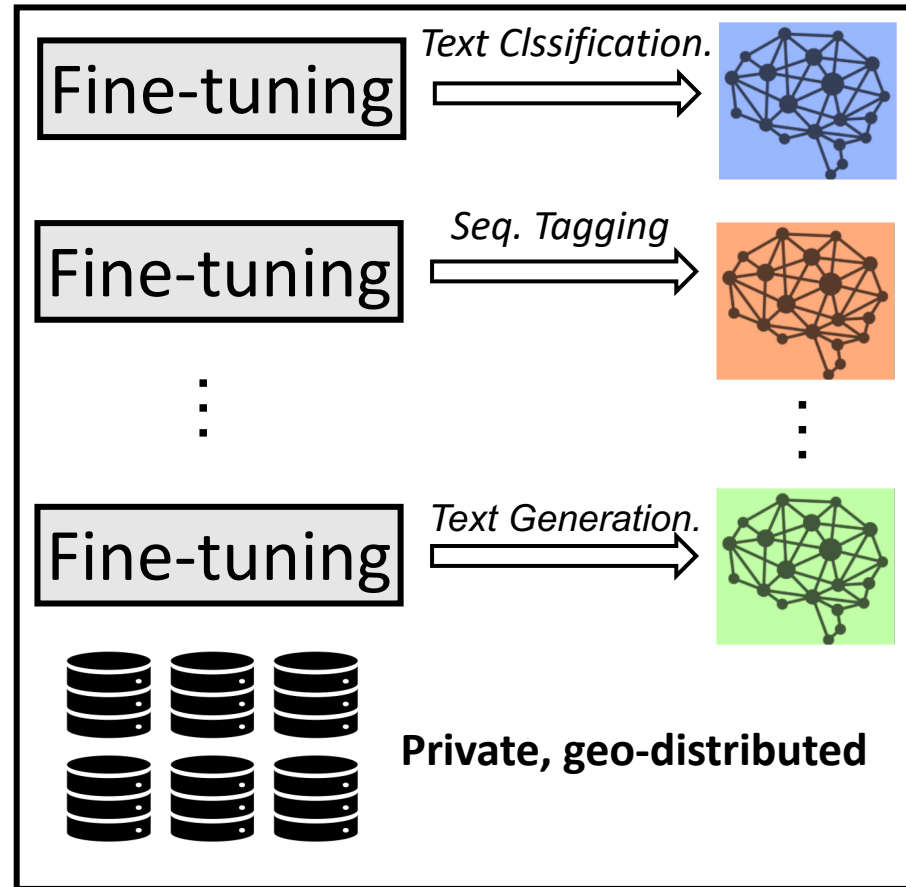 Text Clssification.
Fine-tuning
Seq. Tagging
Fine-tuning
Text Generation.
Fine-tuning
Private, geo-distributed